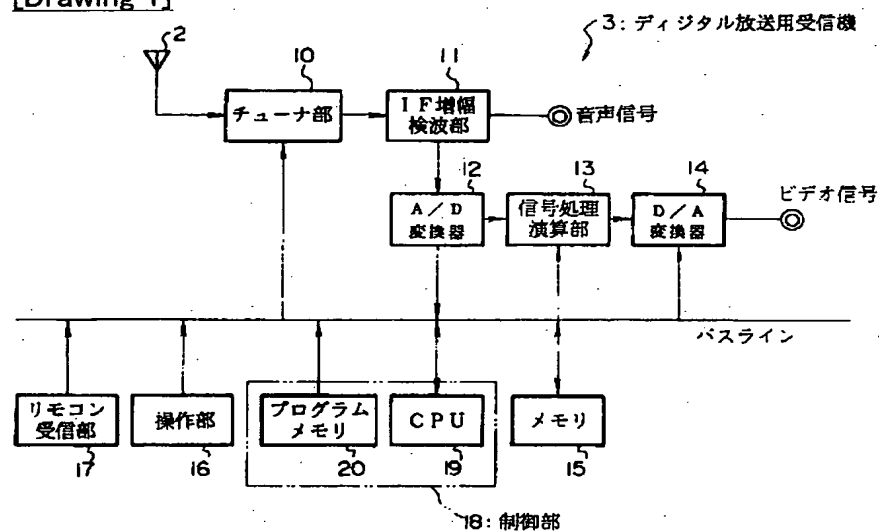 [Drawing 1]
3: ディジタル放送用受信機
2
10
チューナ部
11
IF増幅
検波部
音声信号
12
A/D
変換器
13
信号処理
演算部
14
D/A
変換器
ビデオ信号
バスライン
リモコン
受信部
17
操作部
16
プログラム
メモリ
20
CPU
19
メモリ
15
18: 制御部